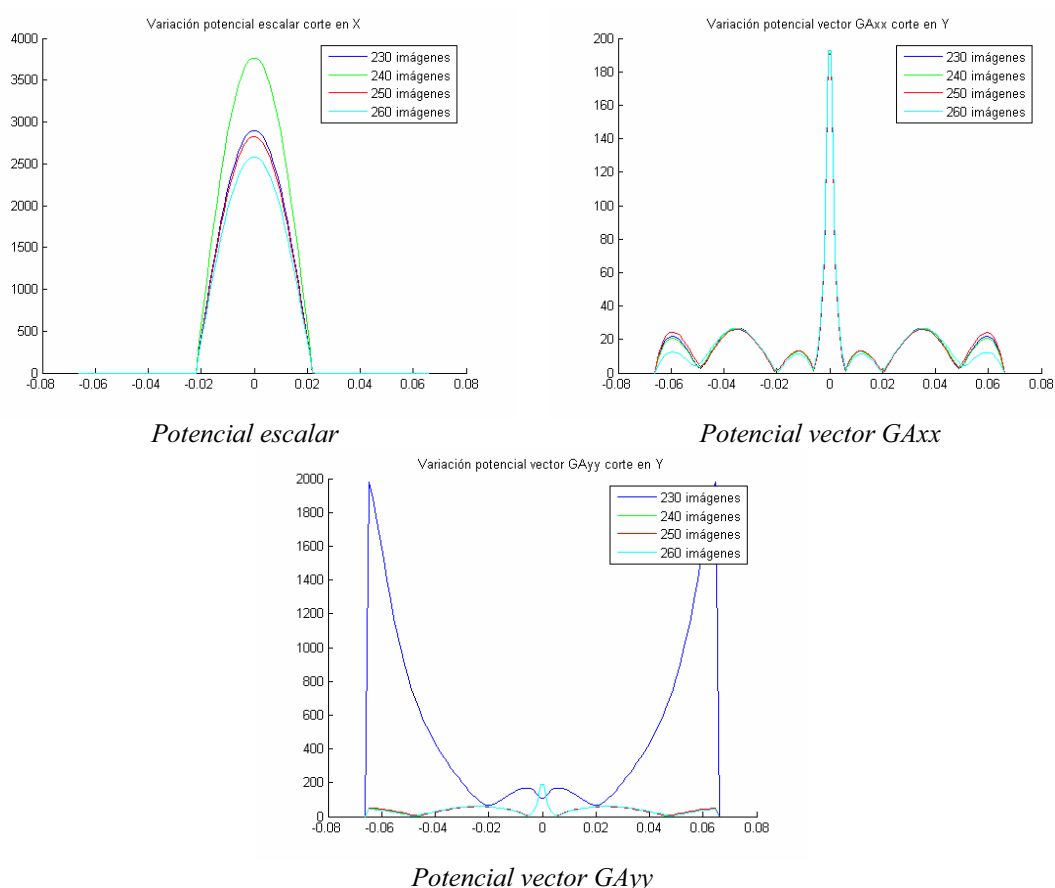 Variación potencial escalar corte en X
4000
3500
3000
2500
2000
1500
1000
500
0
-0.08 -0.06 -0.04 -0.02 0 0.02 0.04 0.06 0.08
230 imágenes
240 imágenes
250 imágenes
260 imágenes
Potencial escalar
Variación potencial vector GAxx corte en Y
200
180
160
140
120
100
80
60
40
20
0
-0.08 -0.06 -0.04 -0.02 0 0.02 0.04 0.06 0.08
230 imágenes
240 imágenes
250 imágenes
260 imágenes
Potencial vector GAxx
Variación potencial vector GAyy corte en Y
2000
1800
1600
1400
1200
1000
800
600
400
200
0
-0.08 -0.06 -0.04 -0.02 0 0.02 0.04 0.06 0.08
230 imágenes
240 imágenes
250 imágenes
260 imágenes
Potencial vector GAyy